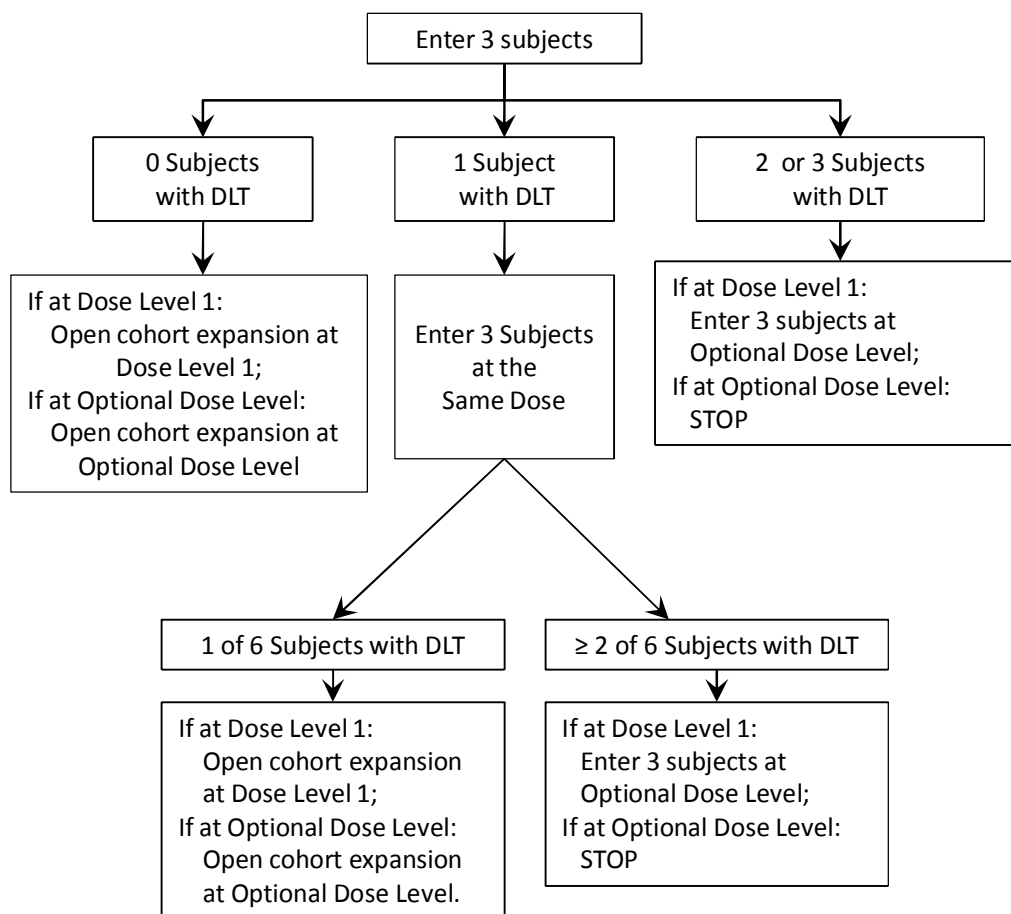 Enter 3 subjects
0 Subjects
with DLT
1 Subject
with DLT
2 or 3 Subjects
with DLT
If at Dose Level 1:
Open cohort expansion at
Dose Level 1;
If at Optional Dose Level:
Open cohort expansion at
Optional Dose Level
Enter 3 Subjects
at the
Same Dose
If at Dose Level 1:
Enter 3 subjects at
Optional Dose Level;
If at Optional Dose Level:
STOP
1 of 6 Subjects with DLT
≥ 2 of 6 Subjects with DLT
If at Dose Level 1:
Open cohort expansion
at Dose Level 1;
If at Optional Dose Level:
Open cohort expansion
at Optional Dose Level.
If at Dose Level 1:
Enter 3 subjects at
Optional Dose Level;
If at Optional Dose Level:
STOP